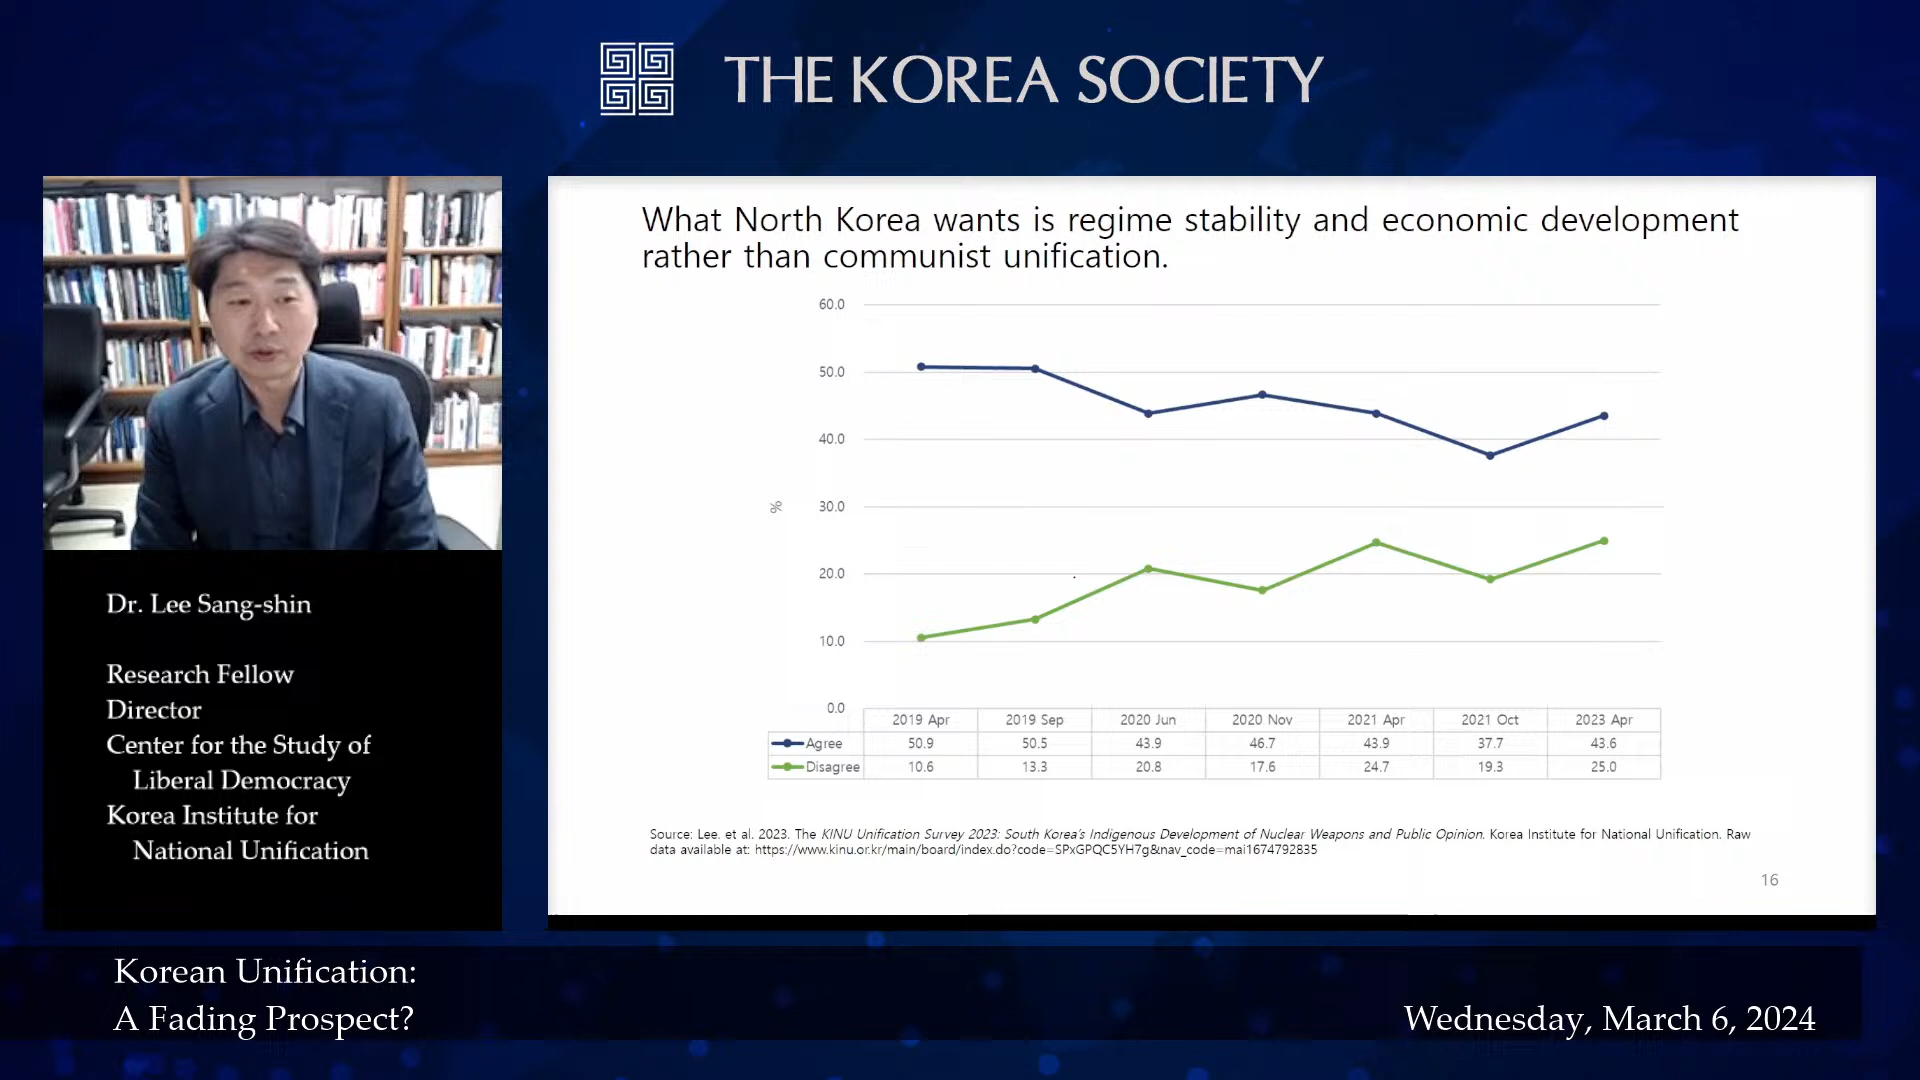 THE KOREA SOCIETY
What North Korea wants is regime stability and economic development
rather than communist unification.
60.0
50.0
40.0
%
30.0
20.0
10.0
0.0
2019 Apr 2019 Sep 2020 Jun 2020 Nov 2021 Apr 2021 Oct 2023 Apr
Agree 50.9 50.5 43.9 46.7 43.9 37.7 43.6
Disagree 10.6 13.3 20.8 17.6 24.7 19.3 25.0
Source: Lee. et al. 2023. The KINU Unification Survey 2023: South Korea's Indigenous Development of Nuclear Weapons and Public Opinion. Korea Institute for National Unification. Raw
data available at: https://www.kinu.or.kr/main/board/index.do?code=SPxGPQC5YH7g&nav_code=mai1674792835
16
Dr. Lee Sang-shin
Research Fellow
Director
Center for the Study of
Liberal Democracy
Korea Institute for
National Unification
Korean Unification:
A Fading Prospect?
Wednesday, March 6, 2024